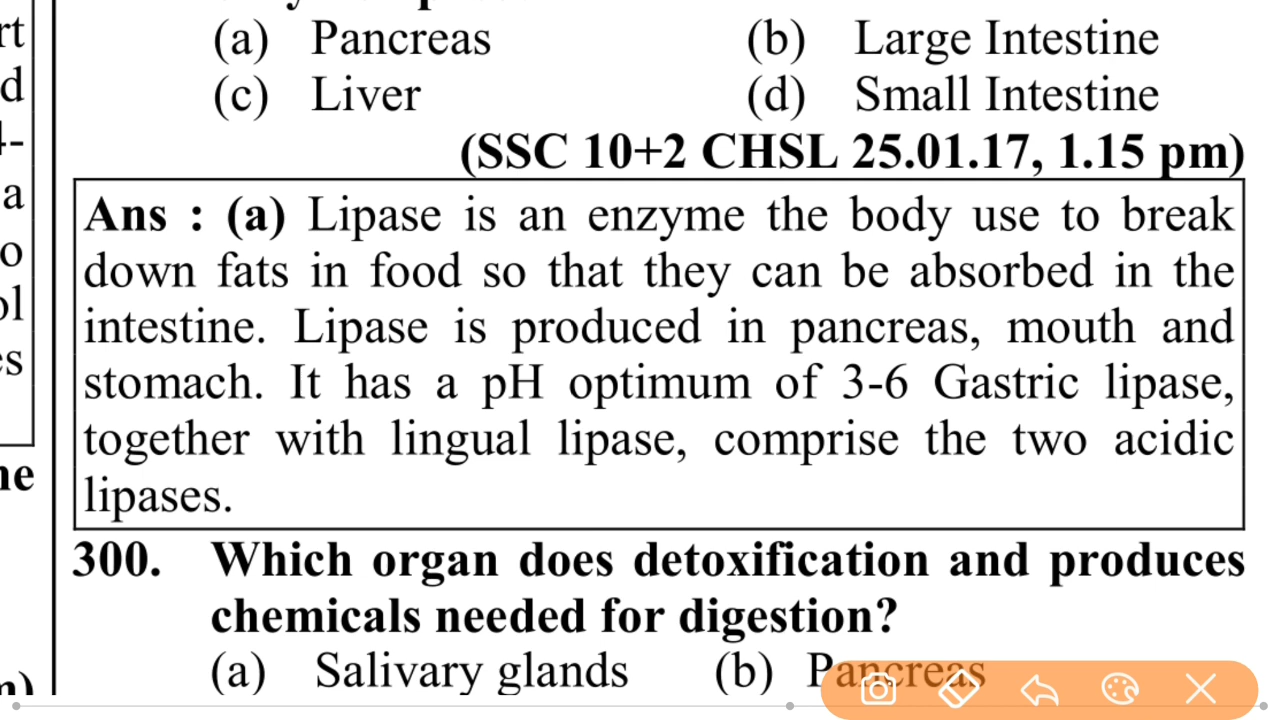 rt
d
a
o
ol
es
(a) Pancreas (b) Large Intestine
(c) Liver (d) Small Intestine
(SSC 10+2 CHSL 25.01.17, 1.15 pm)
Ans : (a) Lipase is an enzyme the body use to break
down fats in food so that they can be absorbed in the
intestine. Lipase is produced in pancreas, mouth and
stomach. It has a pH optimum of 3-6 Gastric lipase,
together with lingual lipase, comprise the two acidic
lipases.
300. Which organ does detoxification and produces
chemicals needed for digestion?
(a) Salivary glands (b) Pancreas